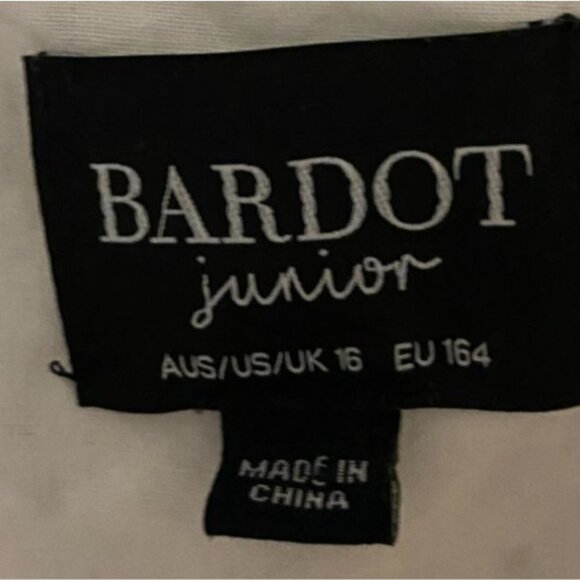 BARDOT
junior
AUS/US/UK 16 EU 164
MADE IN
CHINA